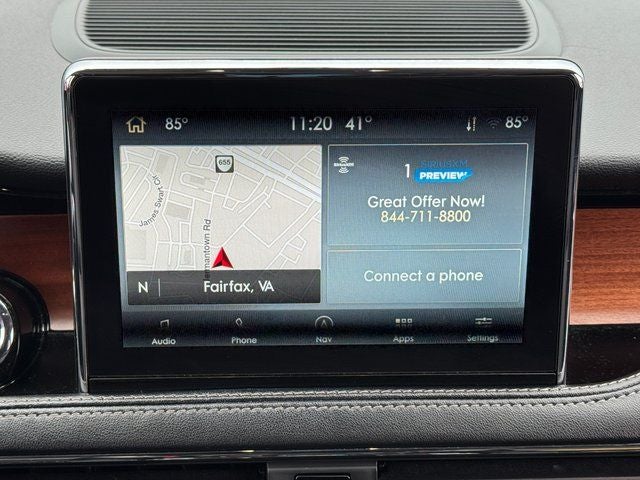 85° 11:20 41° 85°
655
James Swart Cir
Germantown Rd
N Fairfax, VA
SiriusXM
1 SIRIUSXM
PREVIEW
Great Offer Now!
844-711-8800
Connect a phone
Audio Phone Nav Apps Settings